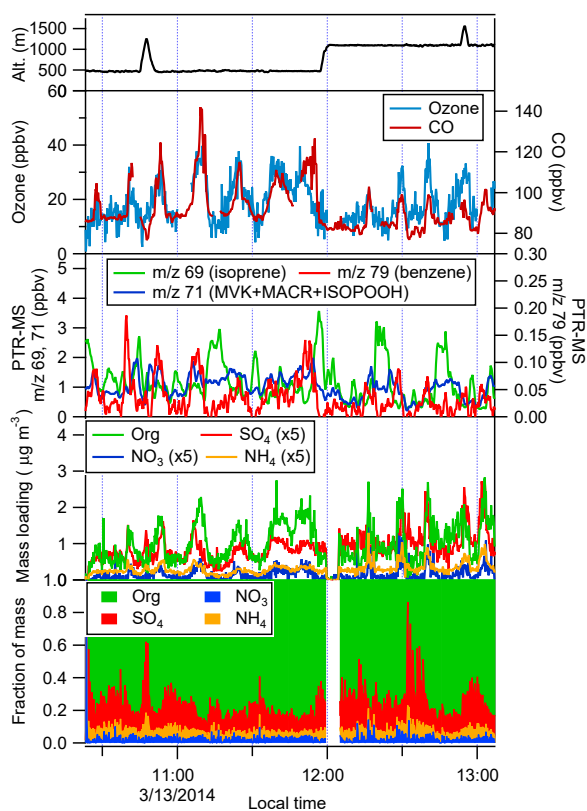 1500
1000
500
Alt. (m)
60
40
20
0
Ozone (ppbv)
Ozone
CO
140
120
100
80
CO (ppbv)
0.30
0.25
0.20
0.15
0.10
0.05
0.00
PTR-MS
m/z 79 (ppbv)
5
4
3
2
1
0
PTR-MS
m/z 69, 71 (ppbv)
m/z 69 (isoprene)
m/z 79 (benzene)
m/z 71 (MVK+MACR+ISOPOOH)
4
3
2
1
Mass loading ( µg m⁻³)
Org
SO₄ (x5)
NO₃ (x5)
NH₄ (x5)
1.0
0.8
0.6
0.4
0.2
0.0
Fraction of mass
Org
NO₃
SO₄
NH₄
11:00
12:00
13:00
3/13/2014
Local time